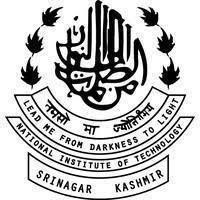 तमसो मा ज्योतिर्गमय
LEAD ME FROM DARKNESS TO LIGHT
NATIONAL INSTITUTE OF TECHNOLOGY
SRINAGAR KASHMIR